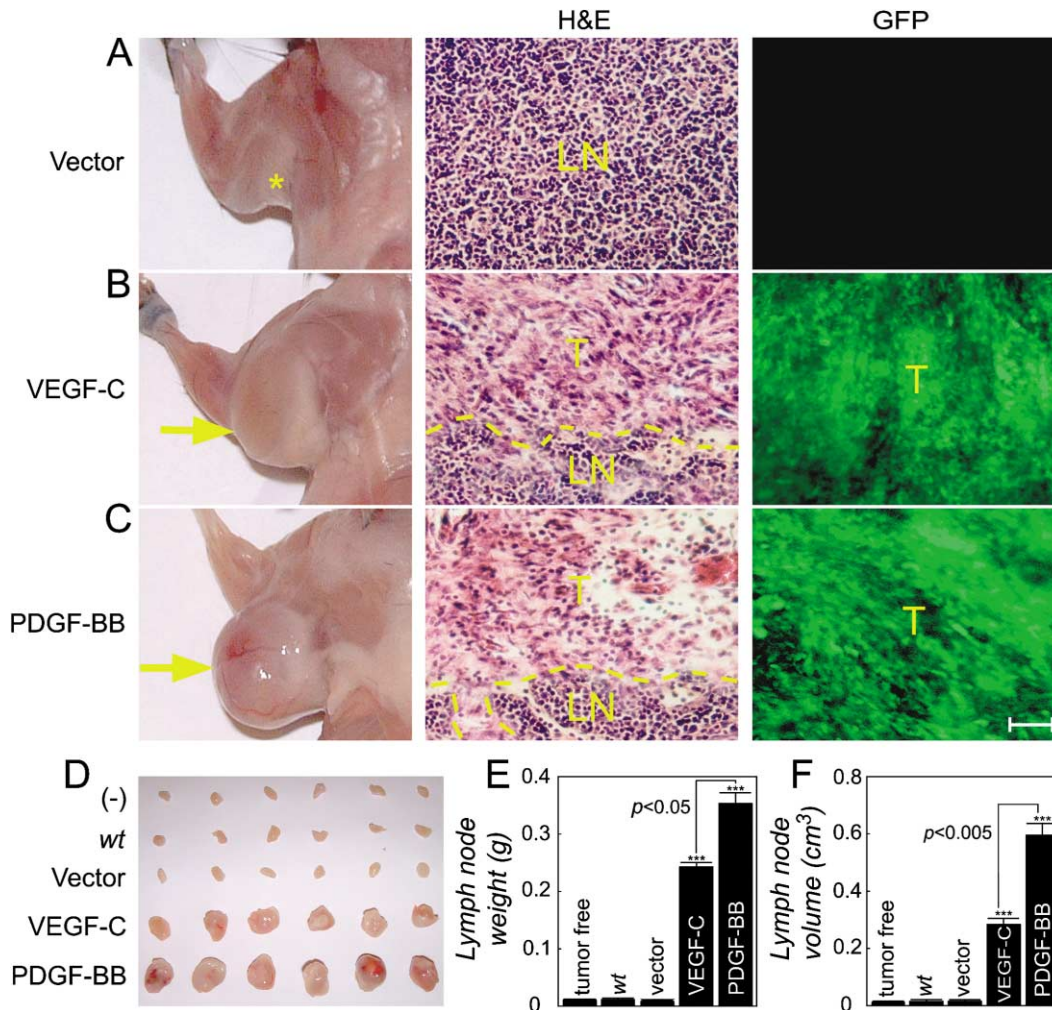 H&E
GFP
A
Vector
*
LN
B
VEGF-C
T
LN
T
C
PDGF-BB
T
LN
T
D
(-)
wt
Vector
VEGF-C
PDGF-BB
E
Lymph node
weight (g)
0.4
0.3
0.2
0.1
0
p<0.05
***
***
tumor free
wt
vector
VEGF-C
PDGF-BB
F
Lymph node
volume (cm³)
0.8
0.6
0.4
0.2
0
p<0.005
***
***
tumor free
wt
vector
VEGF-C
PDGF-BB